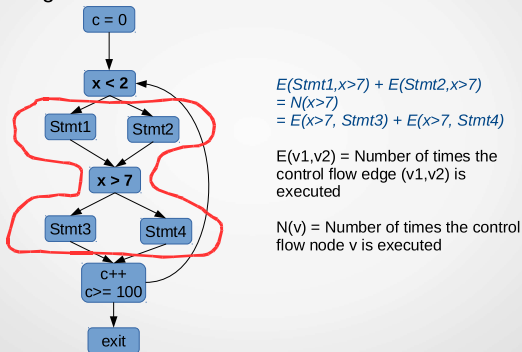 c = 0
x < 2
Stmt1
Stmt2
x > 7
Stmt3
Stmt4
c++
c>= 100
exit
E(Stmt1,x>7) + E(Stmt2,x>7)
= N(x>7)
= E(x>7, Stmt3) + E(x>7, Stmt4)
E(v1,v2) = Number of times the
control flow edge (v1,v2) is
executed
N(v) = Number of times the control
flow node v is executed